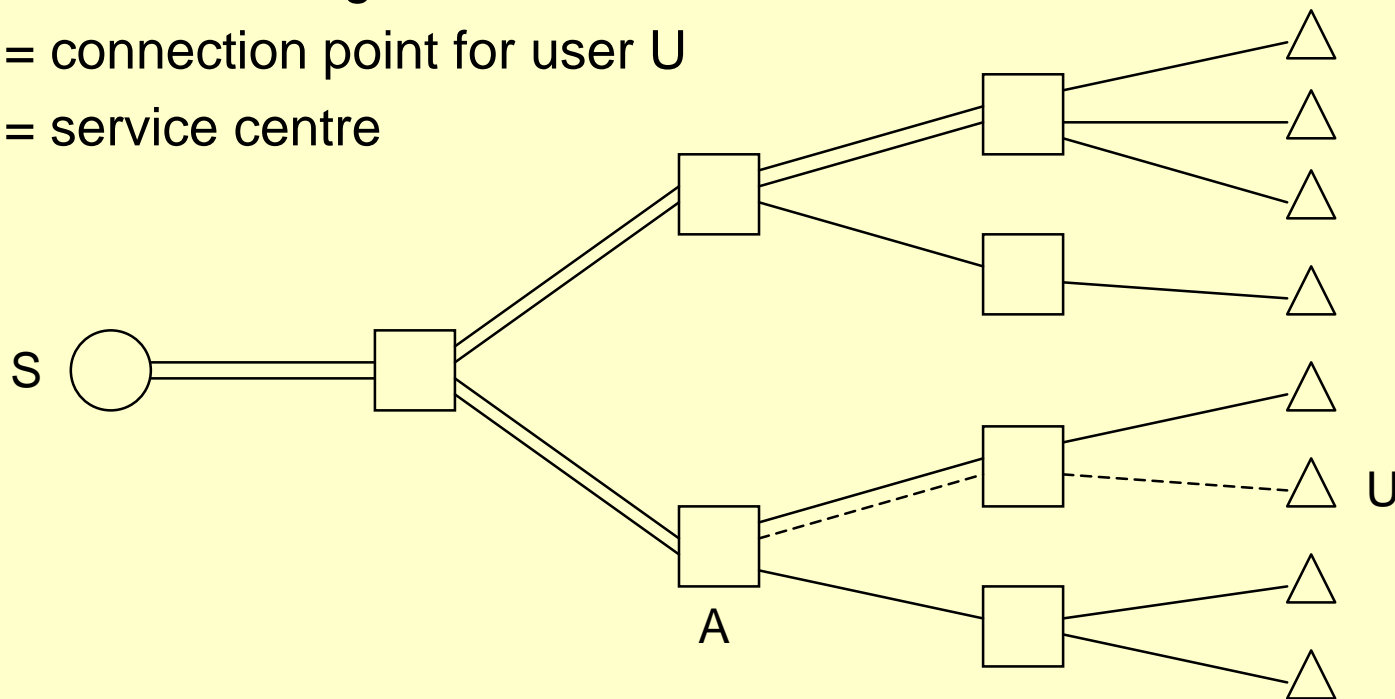 = connection point for user U
= service centre
S
U
A